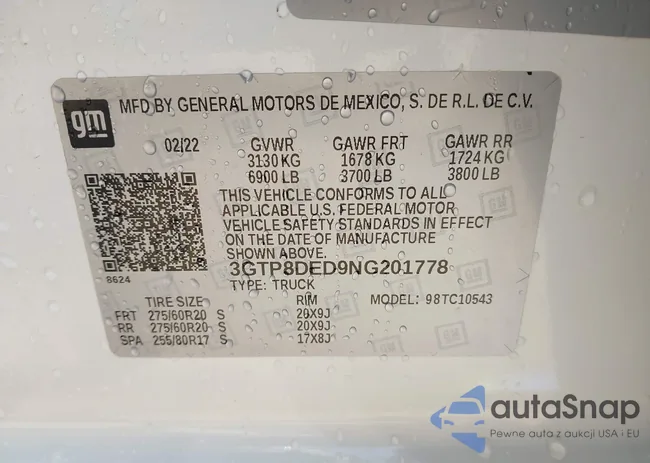 gm
MFD BY GENERAL MOTORS DE MEXICO, S. DE R.L. DE C.V.
02/22 GVWR GAWR FRT GAWR RR
3130 KG 1678 KG 1724 KG
6900 LB 3700 LB 3800 LB
THIS VEHICLE CONFORMS TO ALL
APPLICABLE U.S. FEDERAL MOTOR
VEHICLE SAFETY STANDARDS IN EFFECT
ON THE DATE OF MANUFACTURE
SHOWN ABOVE.
8624
3GTP8DED9NG201778
TYPE: TRUCK
TIRE SIZE RIM MODEL: 98TC10543
FRT 275/60R20 S 20X9J
RR 275/60R20 S 20X9J
SPA 255/80R17 S 17X8J
autaSnap
Pewne auta z aukcji USA i EU